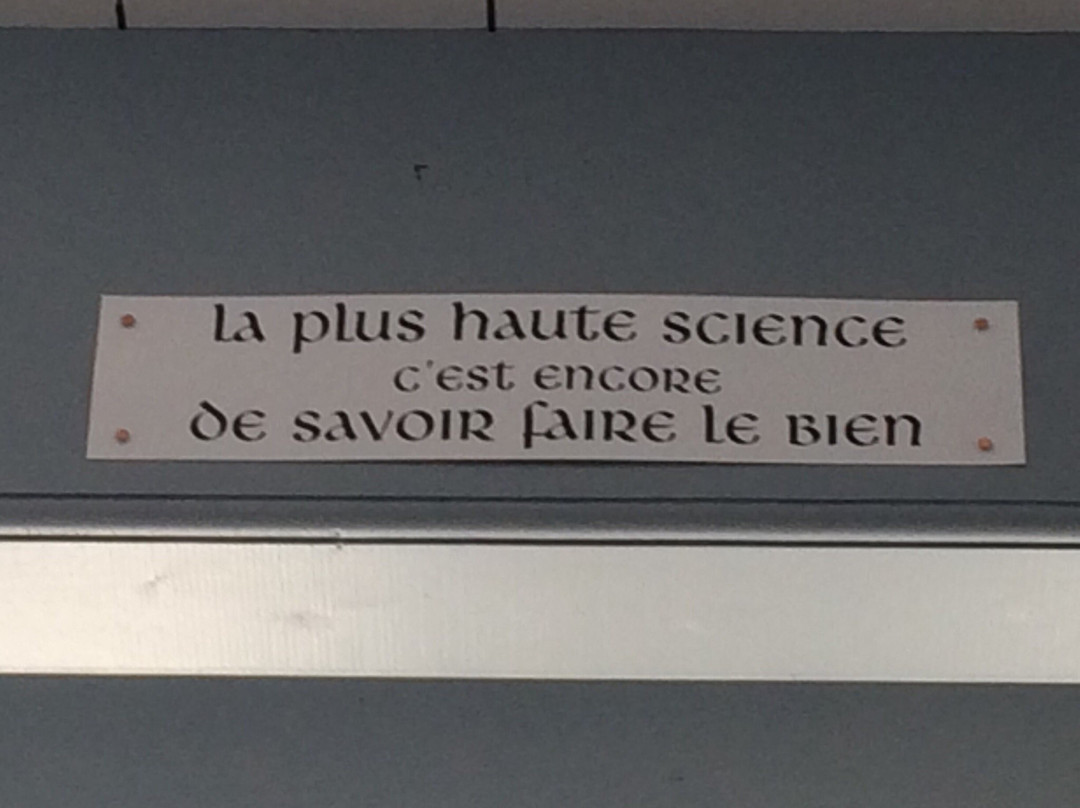 la plus haute science
c'est encore
de savoir faire le bien